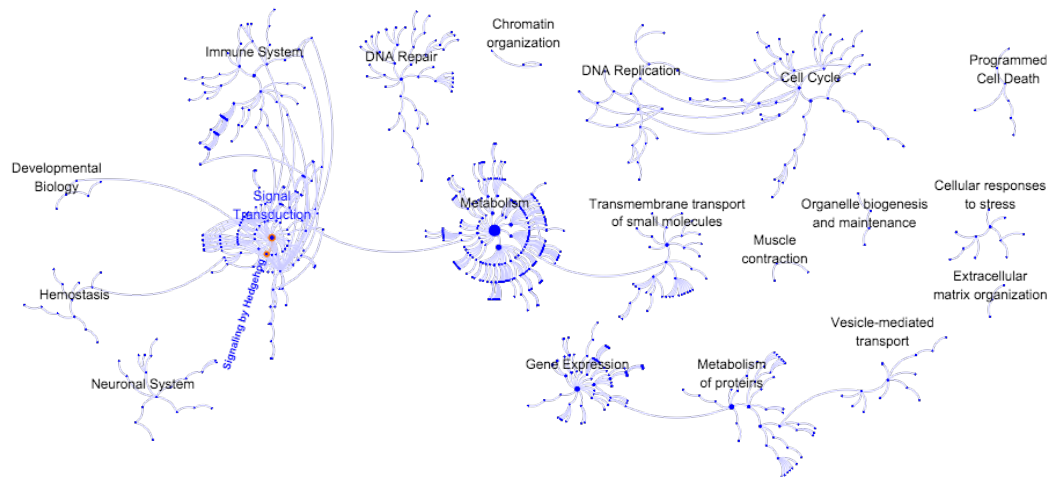 Chromatin
organization
Immune System
DNA Repair
DNA Replication
Cell Cycle
Programmed
Cell Death
Developmental
Biology
Signal
Transduction
Metabolism
Transmembrane transport
of small molecules
Organelle biogenesis
and maintenance
Cellular responses
to stress
Muscle
contraction
Extracellular
matrix organization
Hemostasis
Signaling by Hedgehog
Vesicle-mediated
transport
Neuronal System
Gene Expression
Metabolism
of proteins